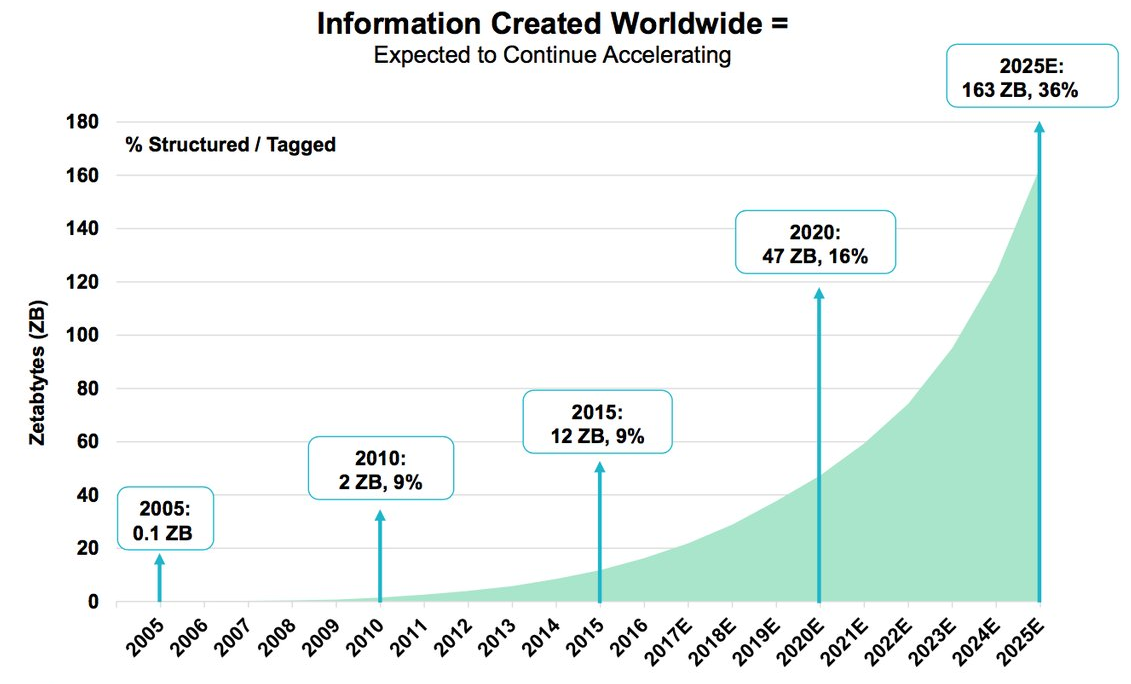 Information Created Worldwide =
Expected to Continue Accelerating
2025E:
163 ZB, 36%
% Structured / Tagged
2020:
47 ZB, 16%
2015:
12 ZB, 9%
2010:
2 ZB, 9%
2005:
0.1 ZB
Zetabtytes (ZB)
180
160
140
120
100
80
60
40
20
0
2005
2006
2007
2008
2009
2010
2011
2012
2013
2014
2015
2016
2017E
2018E
2019E
2020E
2021E
2022E
2023E
2024E
2025E